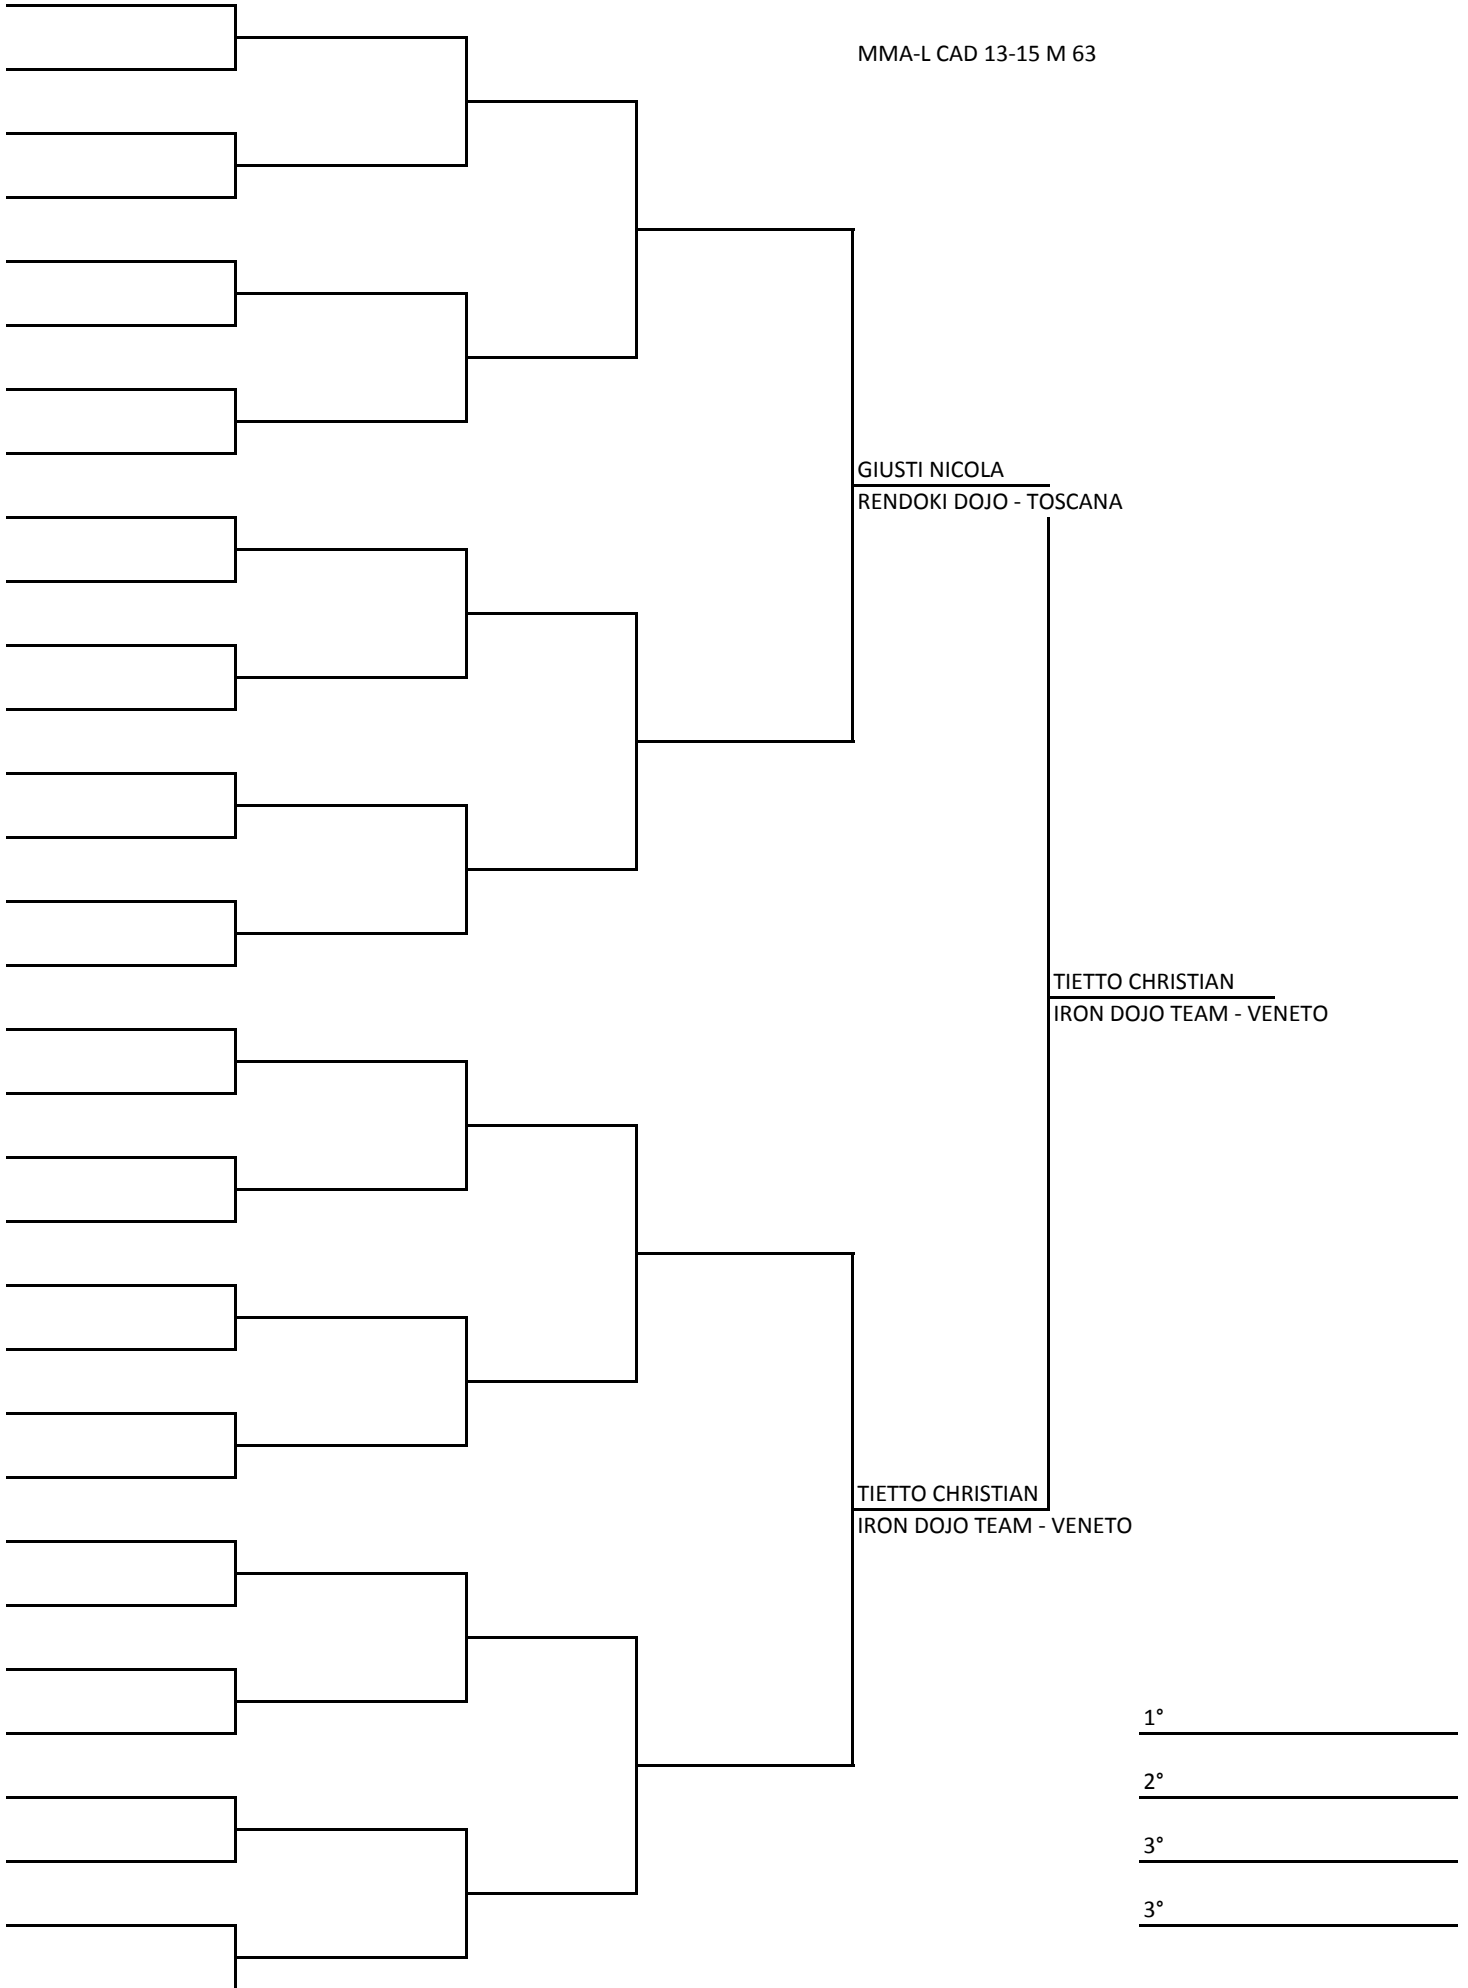 MMA-L CAD 13-15 M 63
GIUSTI NICOLA
RENDOKI DOJO - TOSCANA
TIETTO CHRISTIAN
IRON DOJO TEAM - VENETO
TIETTO CHRISTIAN
IRON DOJO TEAM - VENETO
1°
2°
3°
3°